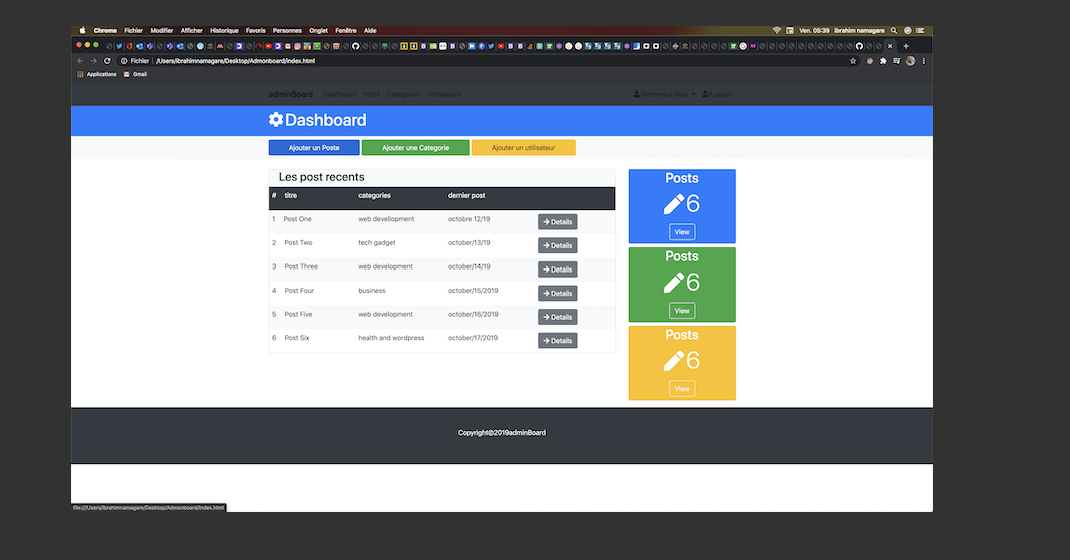 Chrome Fichier Modifier Afficher Historique Favoris Personnes Onglet Fenêtre Aide Ven. 05:39 ibrahim namagare
Fichier /Users/ibrahimnamagare/Desktop/Admonboard/index.html
Applications Gmail
adminBoard Dashboard Posts Categories Utilisateurs Bienvenue Ibou Logout
Dashboard
Ajouter un Poste Ajouter une Categorie Ajouter un utilisateur
Les post recents
# titre categories dernier post
1 Post One web devellopment octobre 12/19 Details
2 Post Two tech gadget october/13/19 Details
3 Post Three web development october/14/19 Details
4 Post Four business october/15/2019 Details
5 Post Five web development october/16/2019 Details
6 Post Six health and wordpress october/17/2019 Details
Posts
6
View
Posts
6
View
Posts
6
View
Copyright©2019adminBoard
file:///Users/ibrahimnamagare/Desktop/Admonboard/index.html